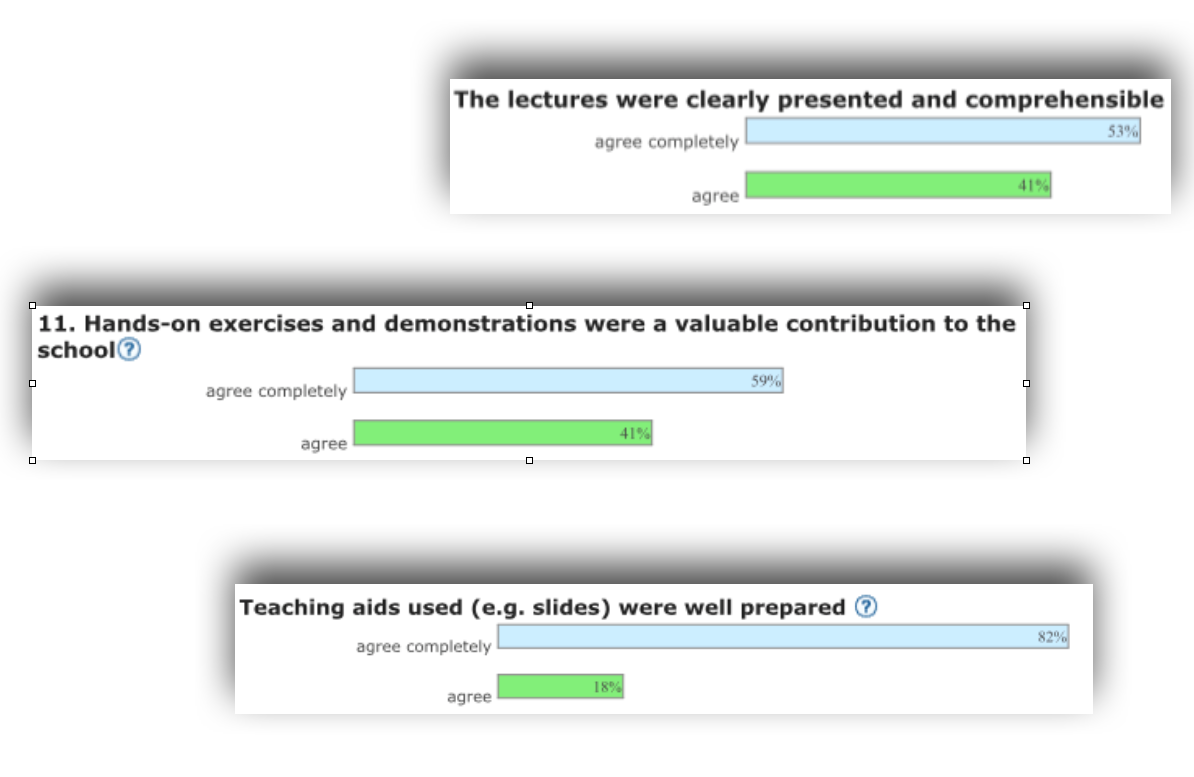 The lectures were clearly presented and comprehensible
agree completely 53%
agree 41%
11. Hands-on exercises and demonstrations were a valuable contribution to the
school?
agree completely 59%
agree 41%
Teaching aids used (e.g. slides) were well prepared ?
agree completely 82%
agree 18%